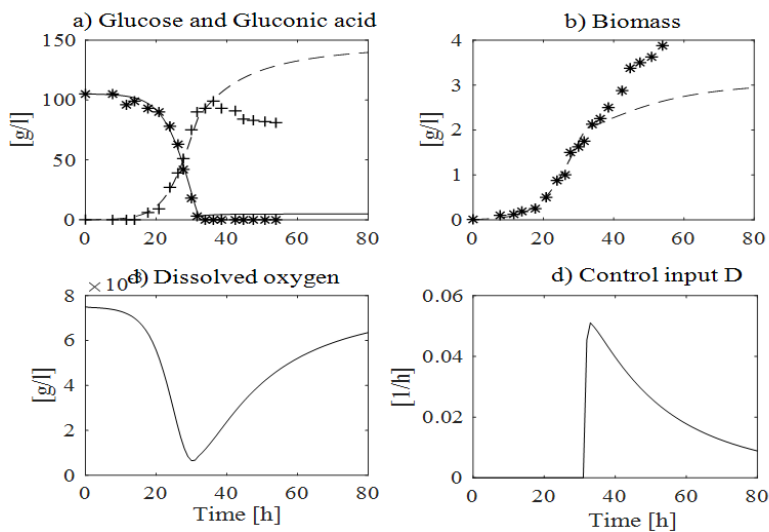 a) Glucose and Gluconic acid
150
100
50
0
[g/l]
0 20 40 60 80
b) Biomass
4
3
2
1
0
[g/l]
0 20 40 60 80
c) Dissolved oxygen
×10
8
6
4
2
0
[g/l]
0 20 40 60 80
Time [h]
d) Control input D
0.06
0.04
0.02
0
[1/h]
0 20 40 60 80
Time [h]